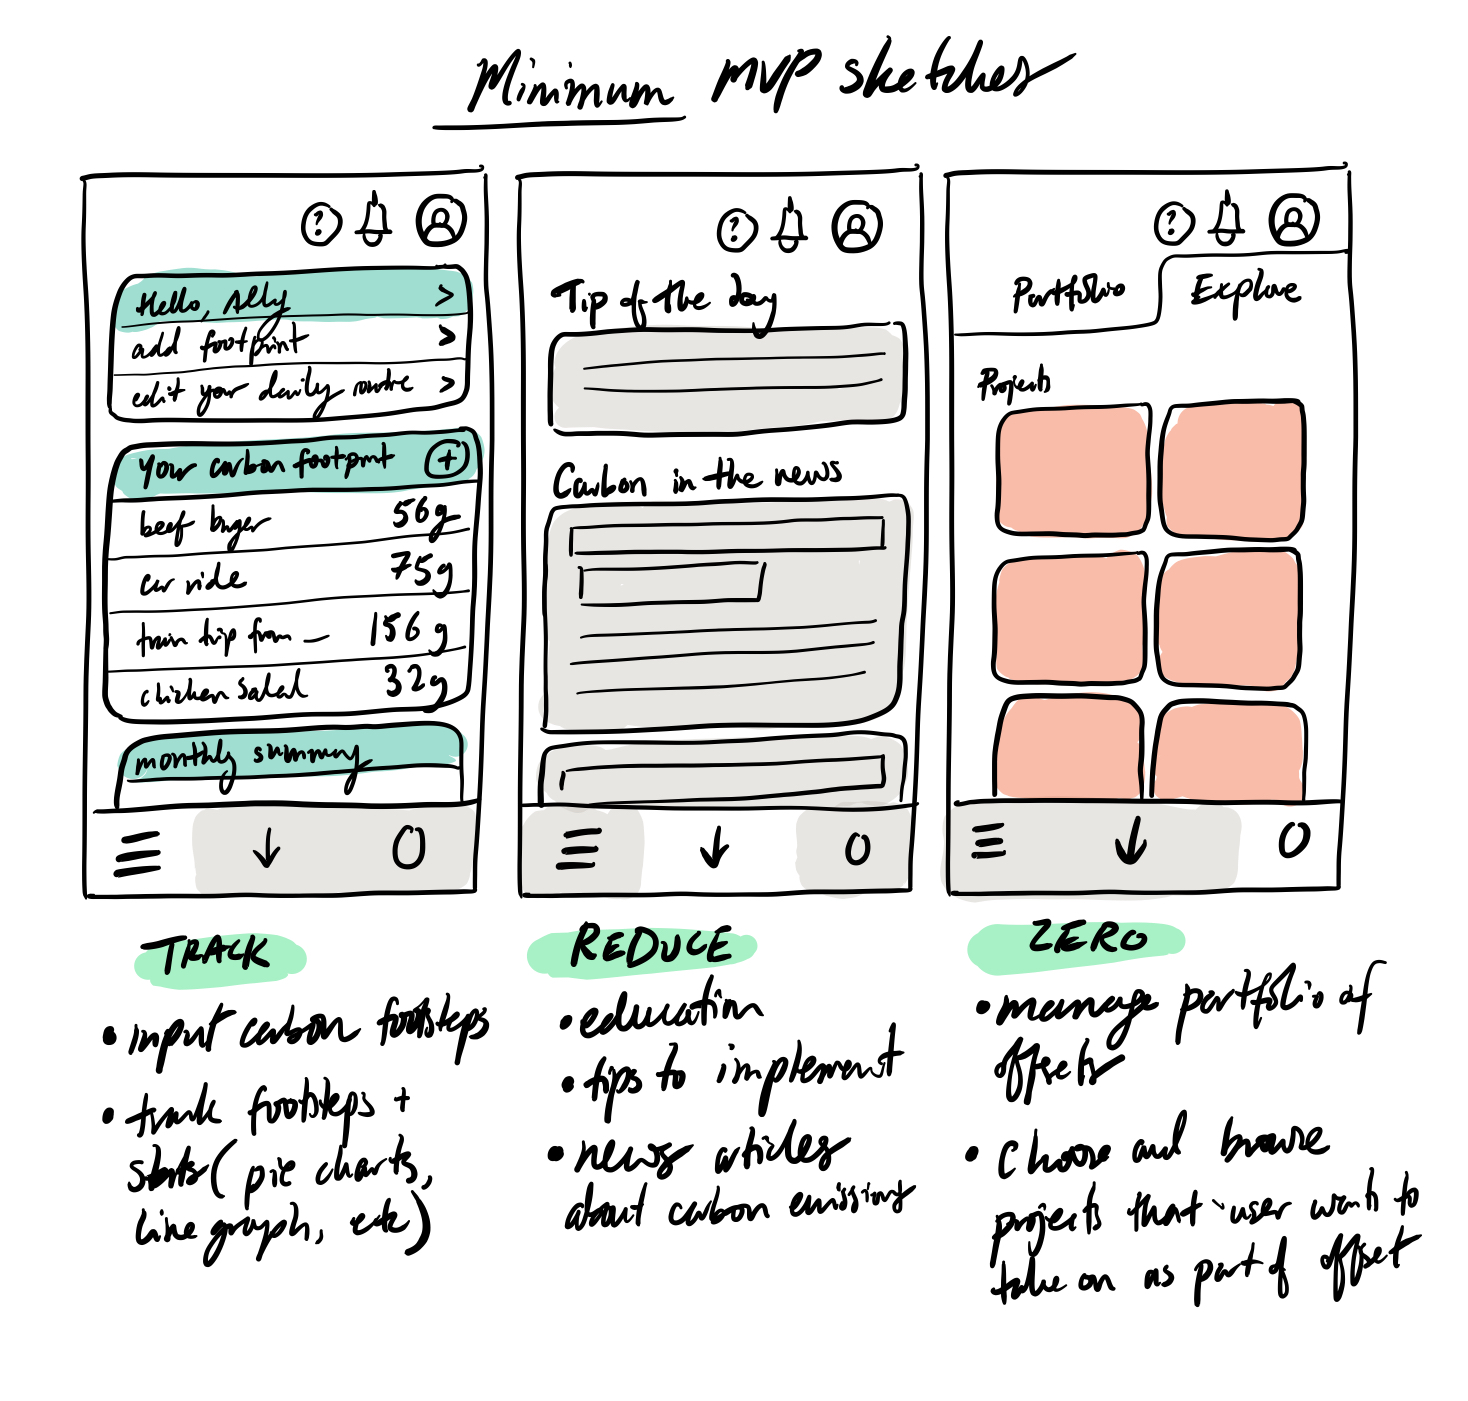 Minimum MVP sketches
?
Hello, Ally >
add footprint >
edit your daily routine >
your carbon footprint +
beef burger 56g
car ride 75g
train trip from _ 156 g
chicken salad 32g
monthly summary
TRACK
• input carbon footsteps
• track footsteps +
stats (pie charts,
line graph, etc)
?
Tip of the day
Carbon in the news
REDUCE
• education
• tips to implement
• news articles
about carbon emissions
?
Portfolio Explore
Projects
ZERO
• manage portfolio of
offsets
• choose and browse
projects that user wants to
take on as part of offset